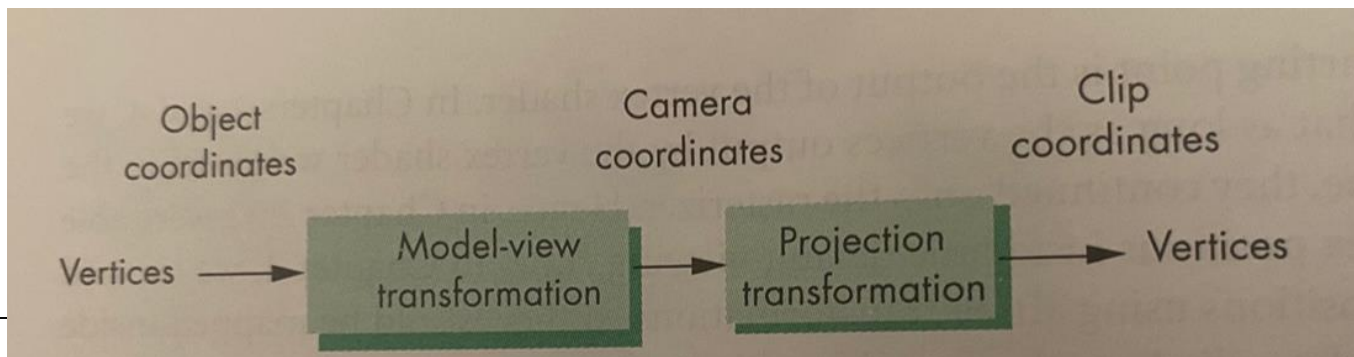 Object
coordinates
Camera
coordinates
Clip
coordinates
Vertices
Model-view
transformation
Projection
transformation
Vertices